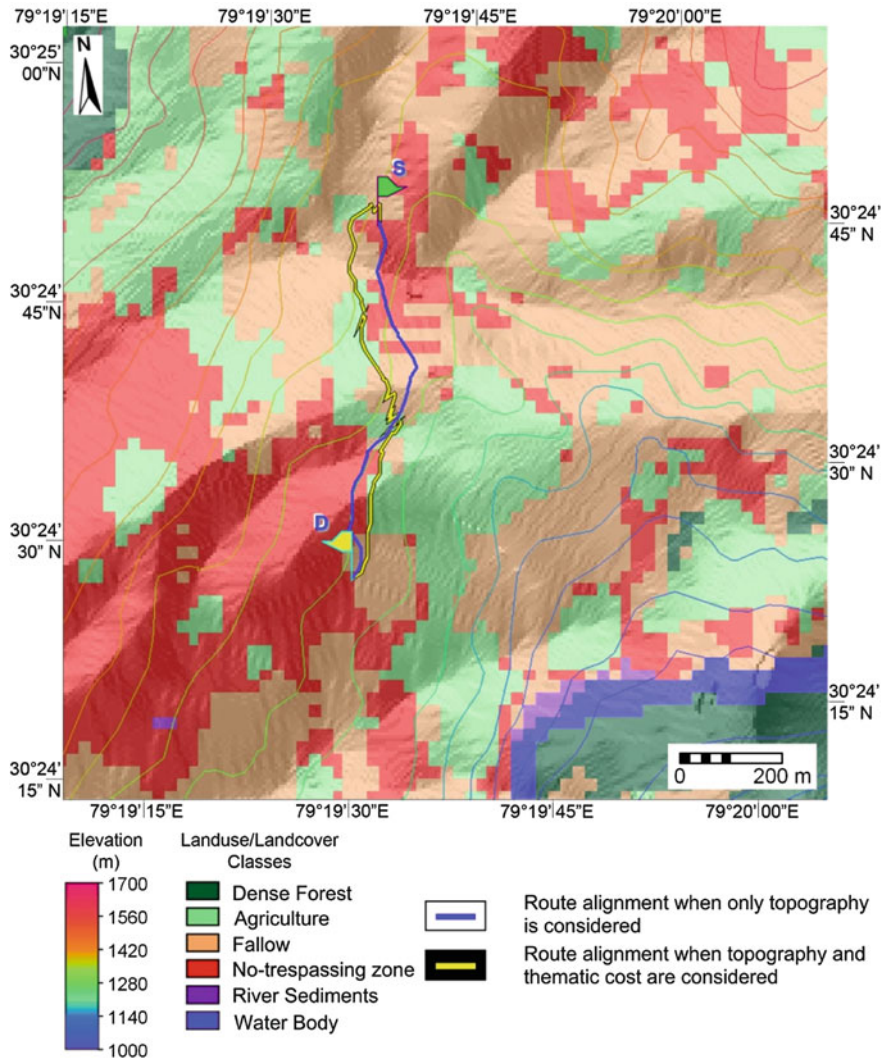 79°19'15"E 79°19'30"E 79°19'45"E 79°20'00"E
30°25'
00"N
N
S
30°24'
45"N
30°24'
45"N
30°24'
30" N
D
30°24'
30" N
30°24'
15" N
30°24'
15" N
0 200 m
79°19'15"E 79°19'30"E 79°19'45"E 79°20'00"E
Elevation
(m)
1700
1560
1420
1280
1140
1000
Landuse/Landcover
Classes
Dense Forest
Agriculture
Fallow
No-trespassing zone
River Sediments
Water Body
Route alignment when only topography
is considered
Route alignment when topography and
thematic cost are considered